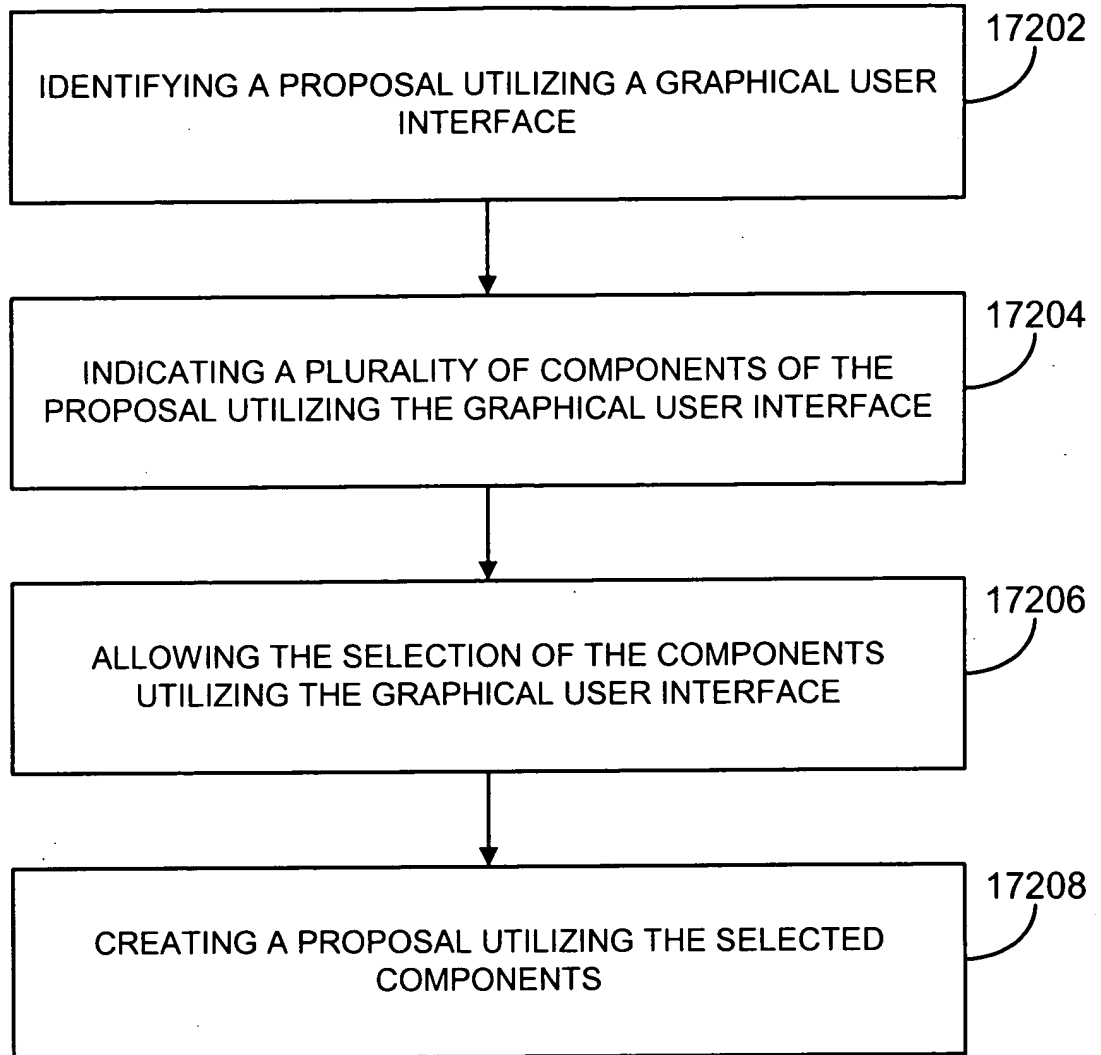 17202
IDENTIFYING A PROPOSAL UTILIZING A GRAPHICAL USER
INTERFACE
17204
INDICATING A PLURALITY OF COMPONENTS OF THE
PROPOSAL UTILIZING THE GRAPHICAL USER INTERFACE
17206
ALLOWING THE SELECTION OF THE COMPONENTS
UTILIZING THE GRAPHICAL USER INTERFACE
17208
CREATING A PROPOSAL UTILIZING THE SELECTED
COMPONENTS